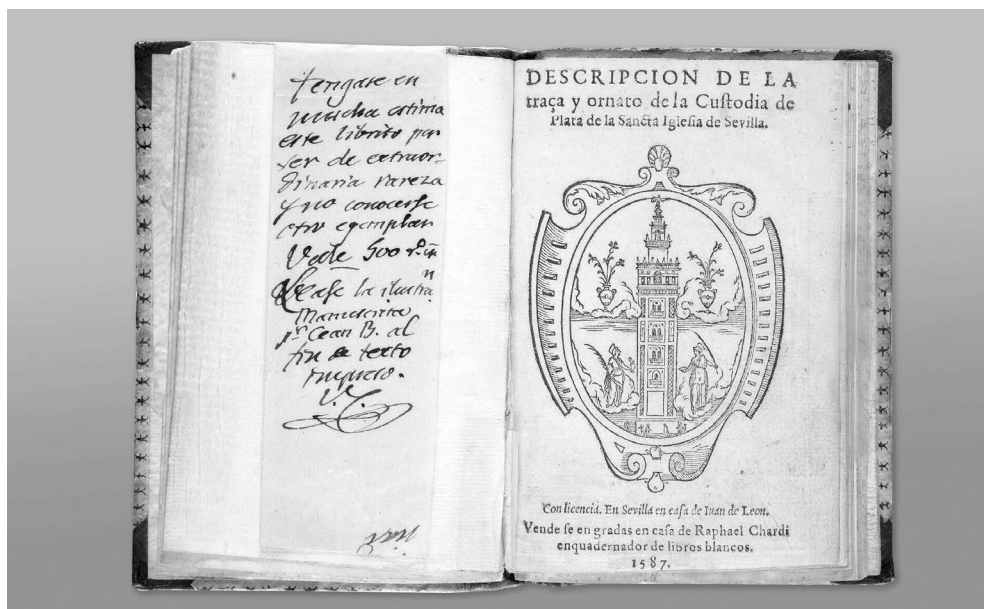 tengase en
mucha estima
este librito por
ser de extraor-
dinaria rareza
y no conocerse
otro egemplar
Vale 500 r.s
Vease la ilustra.n
Manuscrita
p.r Cean B. al
fin de texto
impreso.
V. C.
DESCRIPCION DE LA
traça y ornato de la Cuſtodia de
Plata de la Sancta Igleſia de Sevilla.
Con licencia. En Sevilla en caſa de Iuan de Leon.
Vende ſe en gradas en caſa de Raphael Chardi
enquadernador de libros blancos.
1587.